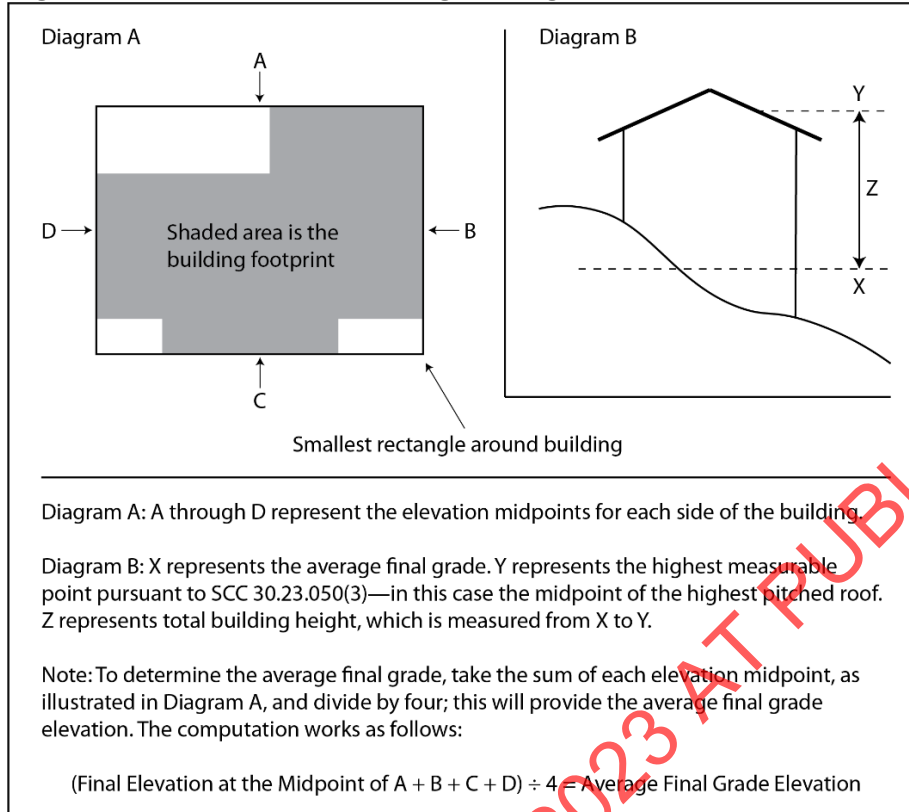 Diagram A
A
D
B
Shaded area is the
building footprint
C
Smallest rectangle around building
Diagram B
Y
Z
X
Diagram A: A through D represent the elevation midpoints for each side of the building.
Diagram B: X represents the average final grade. Y represents the highest measurable
point pursuant to SCC 30.23.050(3)—in this case the midpoint of the highest pitched roof.
Z represents total building height, which is measured from X to Y.
Note: To determine the average final grade, take the sum of each elevation midpoint, as
illustrated in Diagram A, and divide by four; this will provide the average final grade
elevation. The computation works as follows:
(Final Elevation at the Midpoint of A + B + C + D) ÷ 4 = Average Final Grade Elevation
2023 AT PUBL